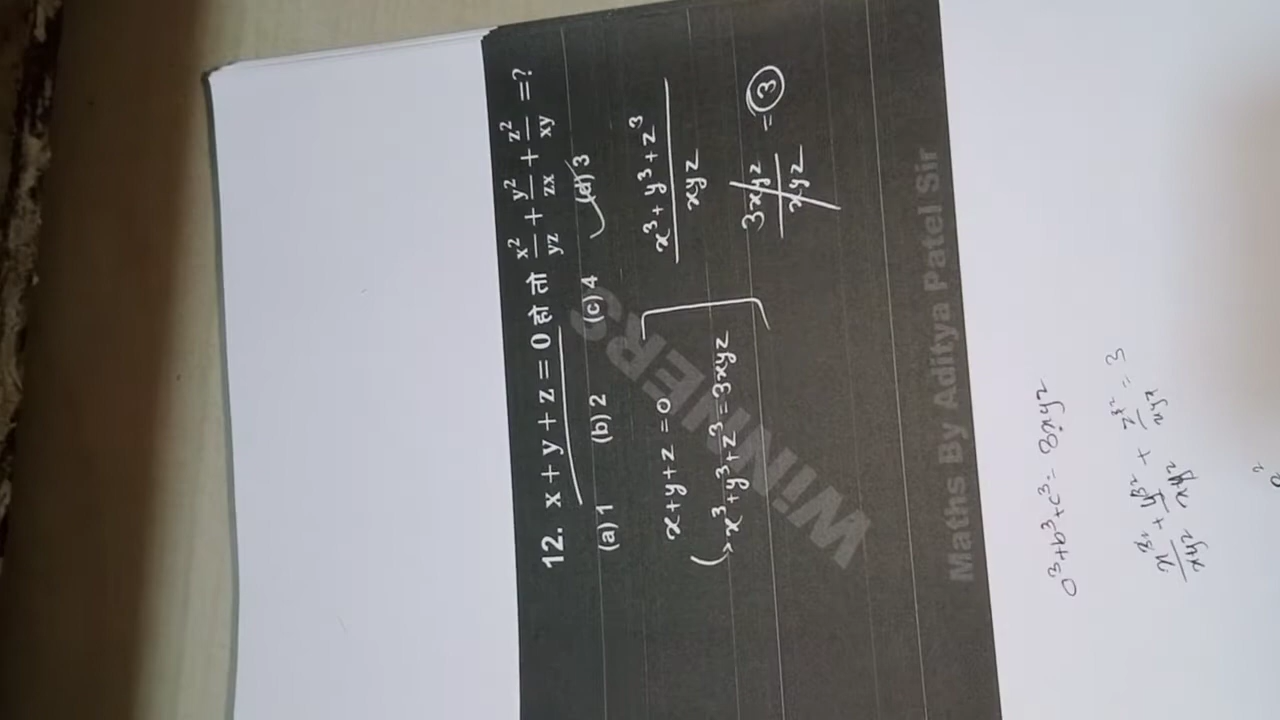 12. x + y + z = 0 हो तो x²/yz + y²/zx + z²/xy = ?
(a) 1 (b) 2 (c) 4 (d) 3
x+y+z = 0
x³+y³+z³ = 3xyz
x³+y³+z³/xyz
3xyz/xyz = 3
WINNERS
Maths By Aditya Patel Sir
a³+b³+c³= 3xyz